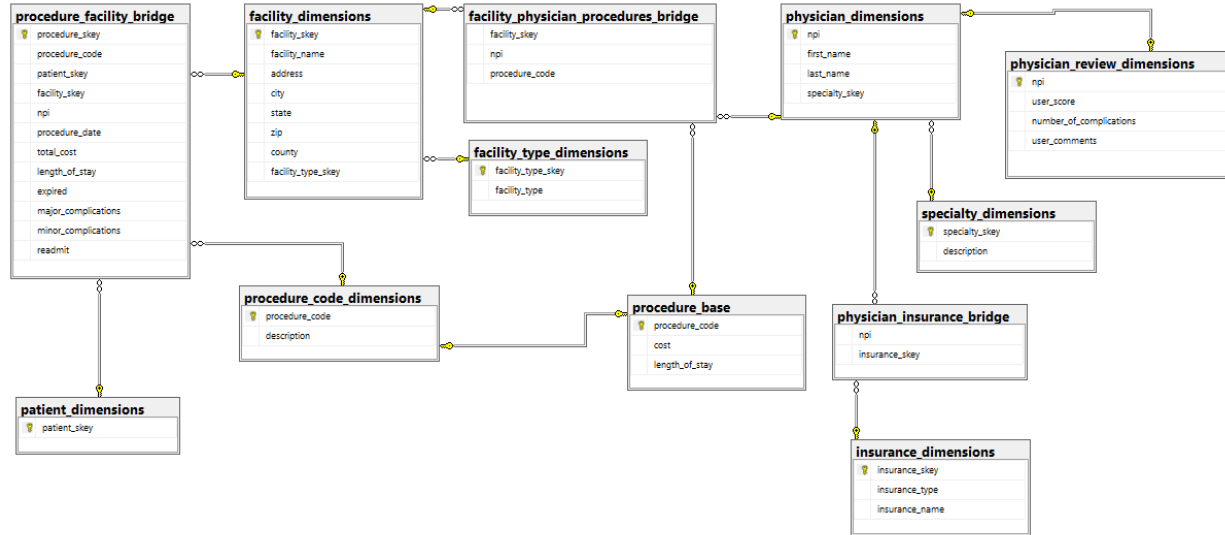 procedure_facility_bridge
procedure_skey
procedure_code
patient_skey
facility_skey
npi
procedure_date
total_cost
length_of_stay
expired
major_complications
minor_complications
readmit
facility_dimensions
facility_skey
facility_name
address
city
state
zip
county
facility_type_skey
facility_physician_procedures_bridge
facility_skey
npi
procedure_code
physician_dimensions
npi
first_name
last_name
specialty_skey
physician_review_dimensions
npi
user_score
number_of_complications
user_comments
facility_type_dimensions
facility_type_skey
facility_type
specialty_dimensions
specialty_skey
description
procedure_code_dimensions
procedure_code
description
procedure_base
procedure_code
cost
length_of_stay
physician_insurance_bridge
npi
insurance_skey
patient_dimensions
patient_skey
insurance_dimensions
insurance_skey
insurance_type
insurance_name